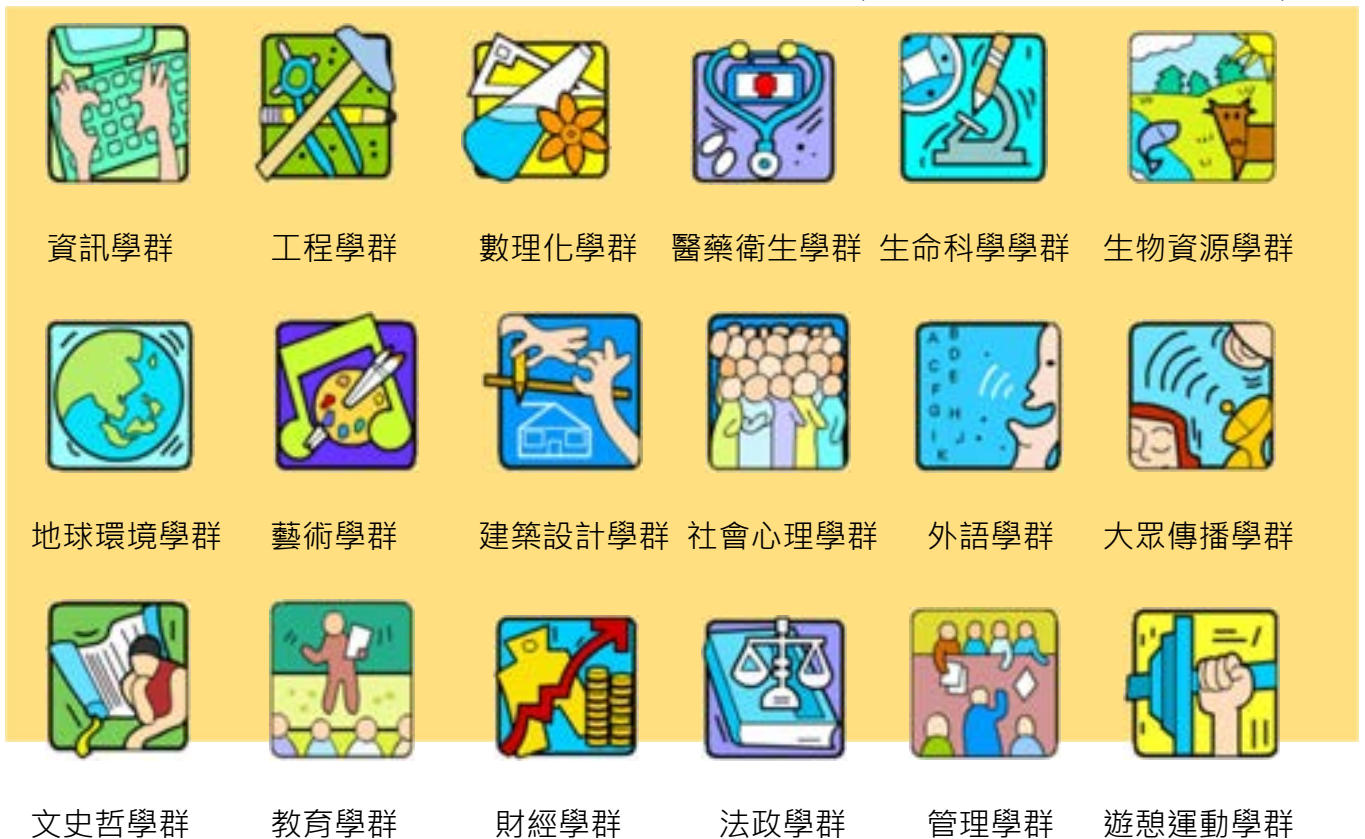 資訊學群 工程學群 數理化學群 醫藥衛生學群 生命科學學群 生物資源學群
A B
C D
F E
G H
I J
K
地球環境學群 藝術學群 建築設計學群 社會心理學群 外語學群 大眾傳播學群
文史哲學群 教育學群 財經學群 法政學群 管理學群 遊憩運動學群